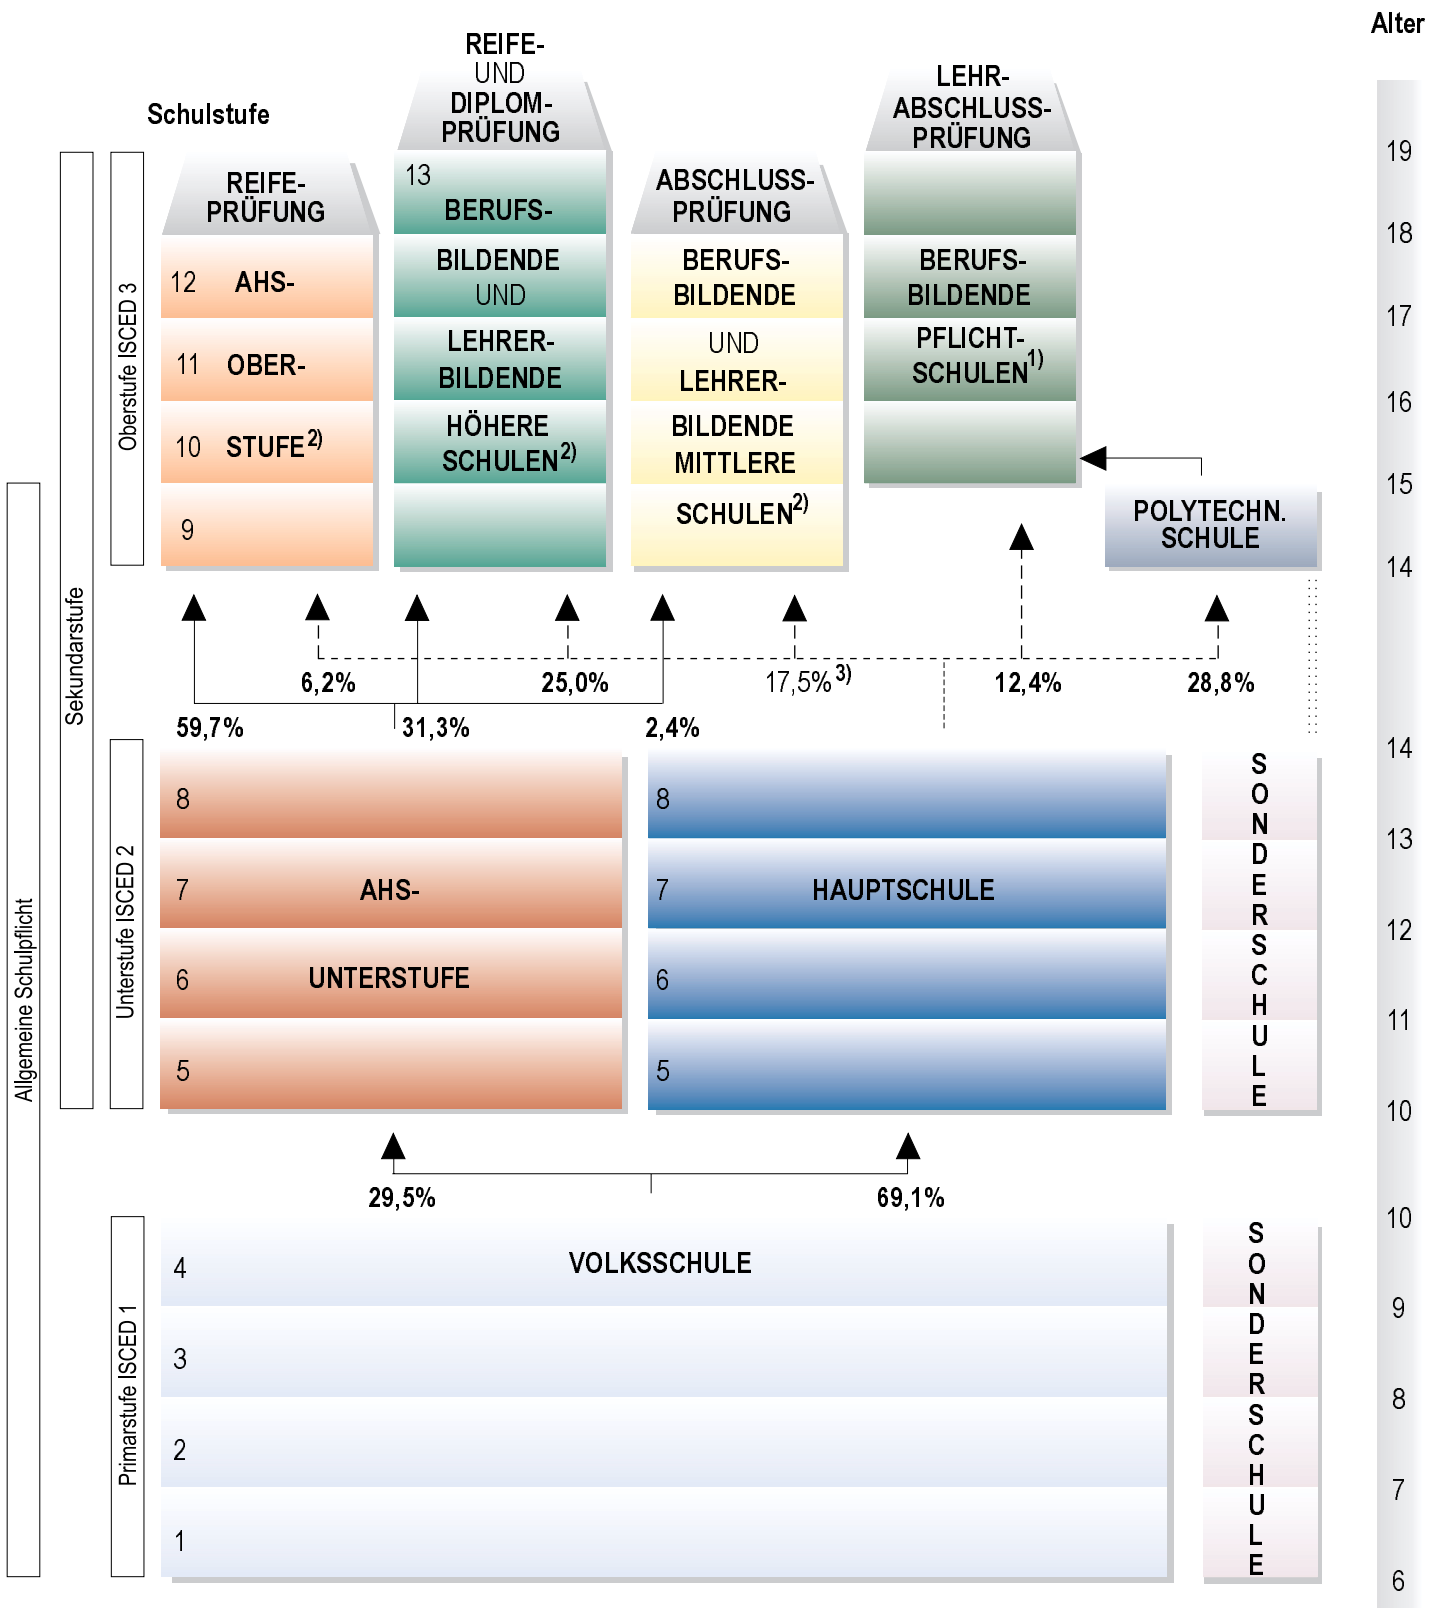 Alter
Schulstufe
REIFE-
PRÜFUNG
REIFE-
UND
DIPLOM-
PRÜFUNG
ABSCHLUSS-
PRÜFUNG
LEHR-
ABSCHLUSS-
PRÜFUNG
12 AHS-
11 OBER-
10 STUFE2)
9
13
BERUFS-
BILDENDE
UND
LEHRER-
BILDENDE
HÖHERE
SCHULEN2)
BERUFS-
BILDENDE
UND
LEHRER-
BILDENDE
MITTLERE
SCHULEN2)
BERUFS-
BILDENDE
PFLICHT-
SCHULEN1)
POLYTECHN.
SCHULE
6,2%
25,0%
17,5%3)
12,4%
28,8%
59,7%
31,3%
2,4%
8
7 AHS-
6 UNTERSTUFE
5
8
7 HAUPTSCHULE
6
5
SONDERSCHULE
29,5%
69,1%
4 VOLKSSCHULE
3
2
1
SONDERSCHULE
Allgemeine Schulpflicht
Sekundarstufe
Oberstufe ISCED 3
Unterstufe ISCED 2
Primarstufe ISCED 1
19
18
17
16
15
14
14
13
12
11
10
10
9
8
7
6